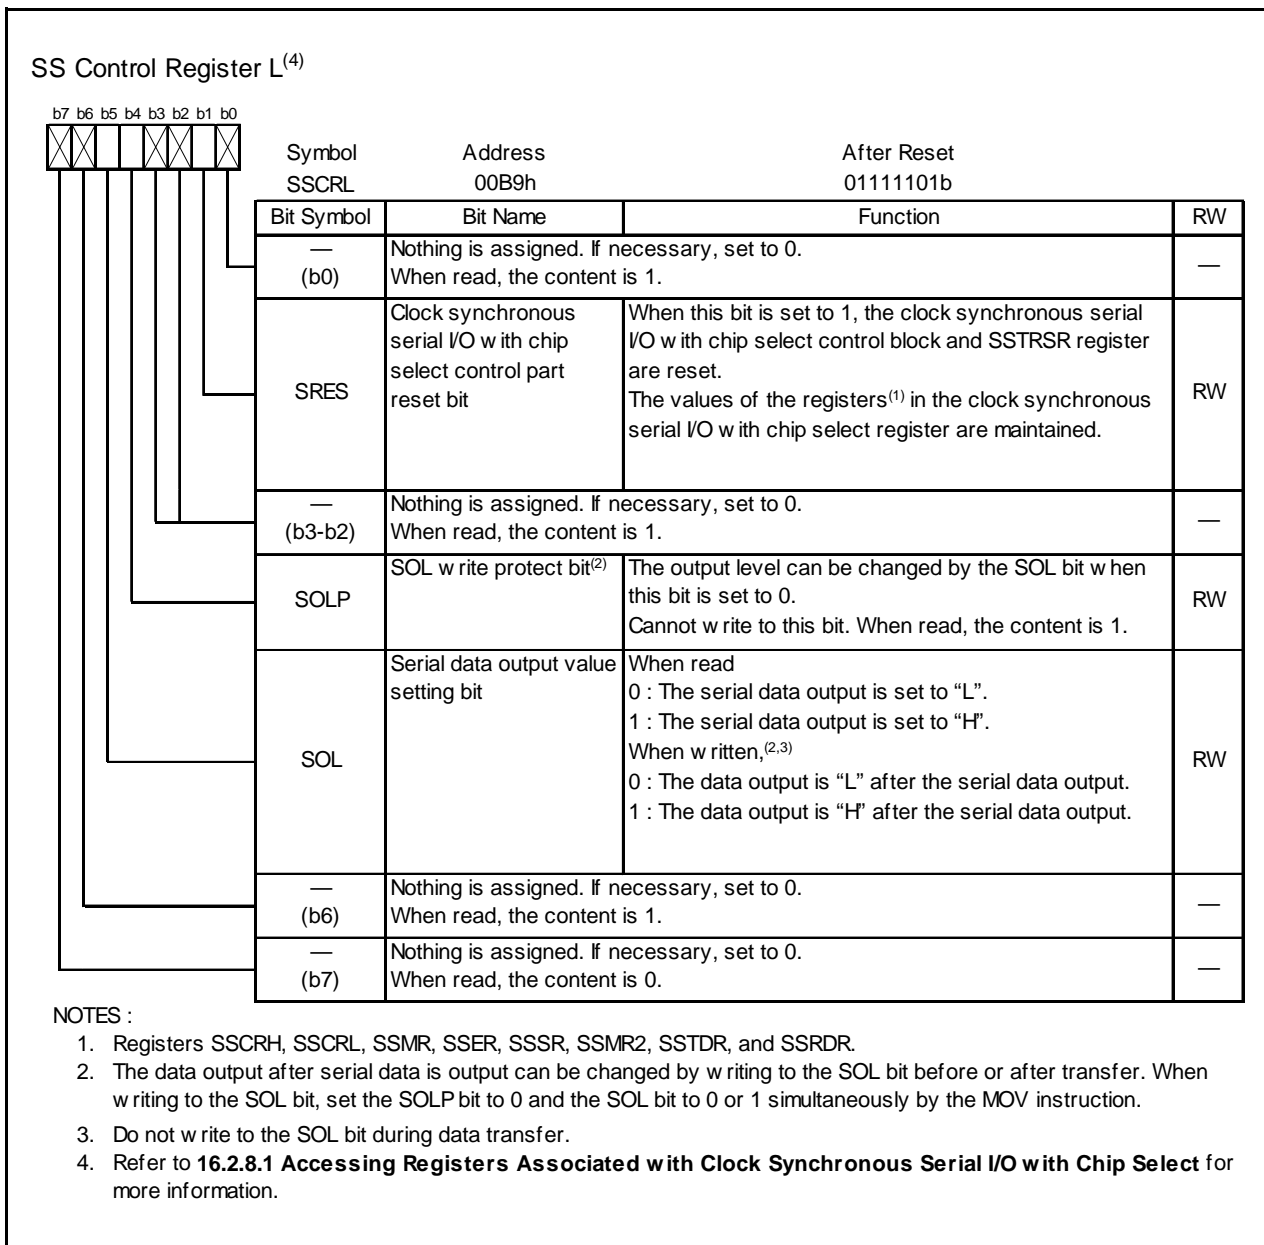 SS Control Register L(4)
b7 b6 b5 b4 b3 b2 b1 b0
Symbol Address After Reset
SSCRL 00B9h 01111101b
Bit Symbol Bit Name Function RW
—
(b0)
Nothing is assigned. If necessary, set to 0.
When read, the content is 1.
—
SRES
Clock synchronous
serial I/O with chip
select control part
reset bit
When this bit is set to 1, the clock synchronous serial
I/O with chip select control block and SSTRSR register
are reset.
The values of the registers(1) in the clock synchronous
serial I/O with chip select register are maintained.
RW
—
(b3-b2)
Nothing is assigned. If necessary, set to 0.
When read, the content is 1.
—
SOLP
SOL write protect bit(2)
The output level can be changed by the SOL bit when
this bit is set to 0.
Cannot write to this bit. When read, the content is 1.
RW
SOL
Serial data output value
setting bit
When read
0 : The serial data output is set to “L”.
1 : The serial data output is set to “H”.
When written,(2,3)
0 : The data output is “L” after the serial data output.
1 : The data output is “H” after the serial data output.
RW
—
(b6)
Nothing is assigned. If necessary, set to 0.
When read, the content is 1.
—
—
(b7)
Nothing is assigned. If necessary, set to 0.
When read, the content is 0.
—
NOTES :
1. Registers SSCRH, SSCRL, SSMR, SSER, SSSR, SSMR2, SSTDR, and SSRDR.
2. The data output after serial data is output can be changed by writing to the SOL bit before or after transfer. When
writing to the SOL bit, set the SOLP bit to 0 and the SOL bit to 0 or 1 simultaneously by the MOV instruction.
3. Do not write to the SOL bit during data transfer.
4. Refer to 16.2.8.1 Accessing Registers Associated with Clock Synchronous Serial I/O with Chip Select for
more information.